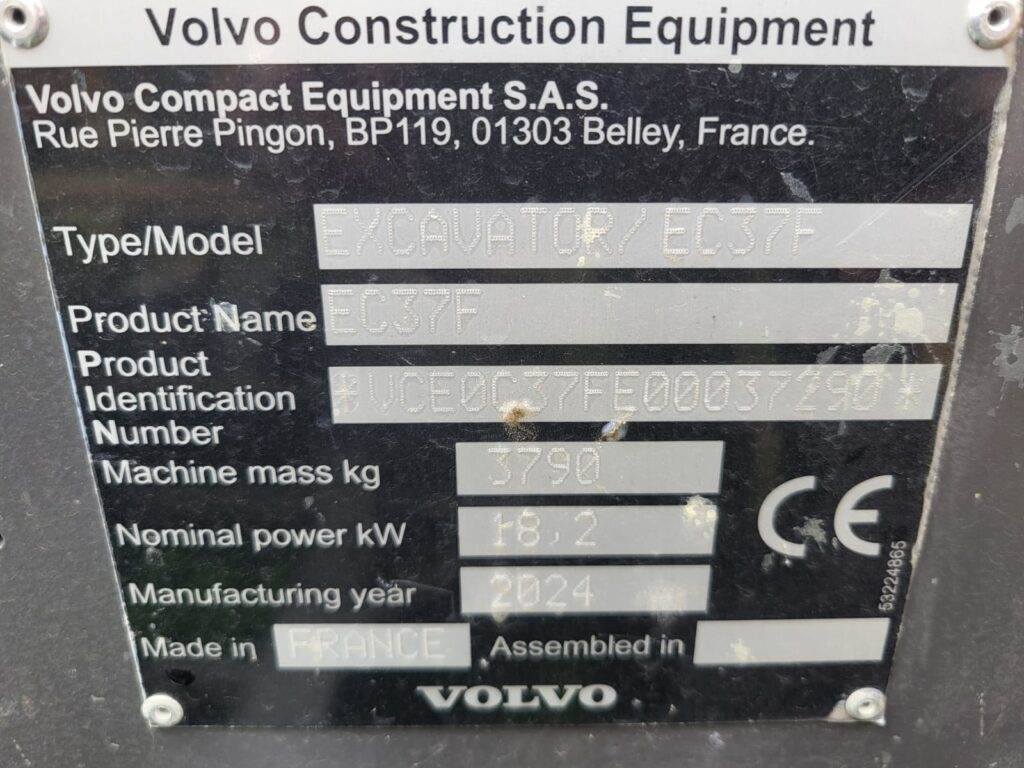 Volvo Construction Equipment
Volvo Compact Equipment S.A.S.
Rue Pierre Pingon, BP119, 01303 Belley, France.
Type/Model EXCAVATOR/ EC37F
Product Name EC37F
Product
Identification *VCE0C37FE00037290*
Number
Machine mass kg 3790
Nominal power kW 18,2
Manufacturing year 2024
CE
53224865
Made in FRANCE Assembled in
VOLVO